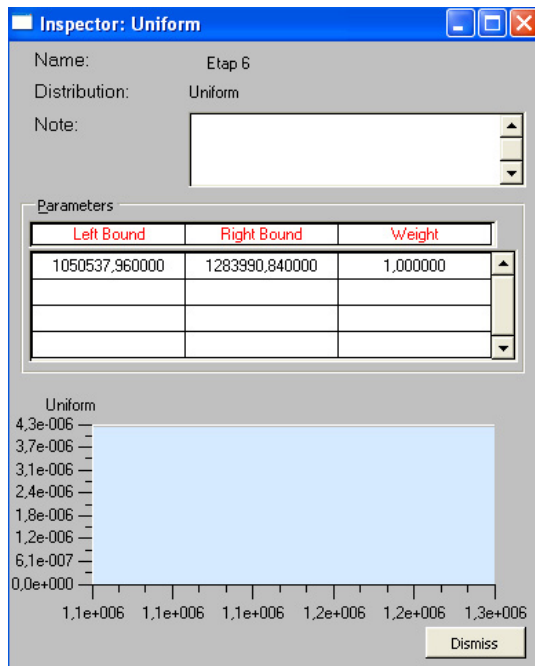 Inspector: Uniform
Name: Etap 6
Distribution: Uniform
Note:
Parameters
Left Bound Right Bound Weight
1050537,960000 1283990,840000 1,000000
Uniform
4,3e-006
3,7e-006
3,1e-006
2,4e-006
1,8e-006
1,2e-006
6,1e-007
0,0e+000
1,1e+006 1,1e+006 1,1e+006 1,2e+006 1,2e+006 1,3e+006
Dismiss